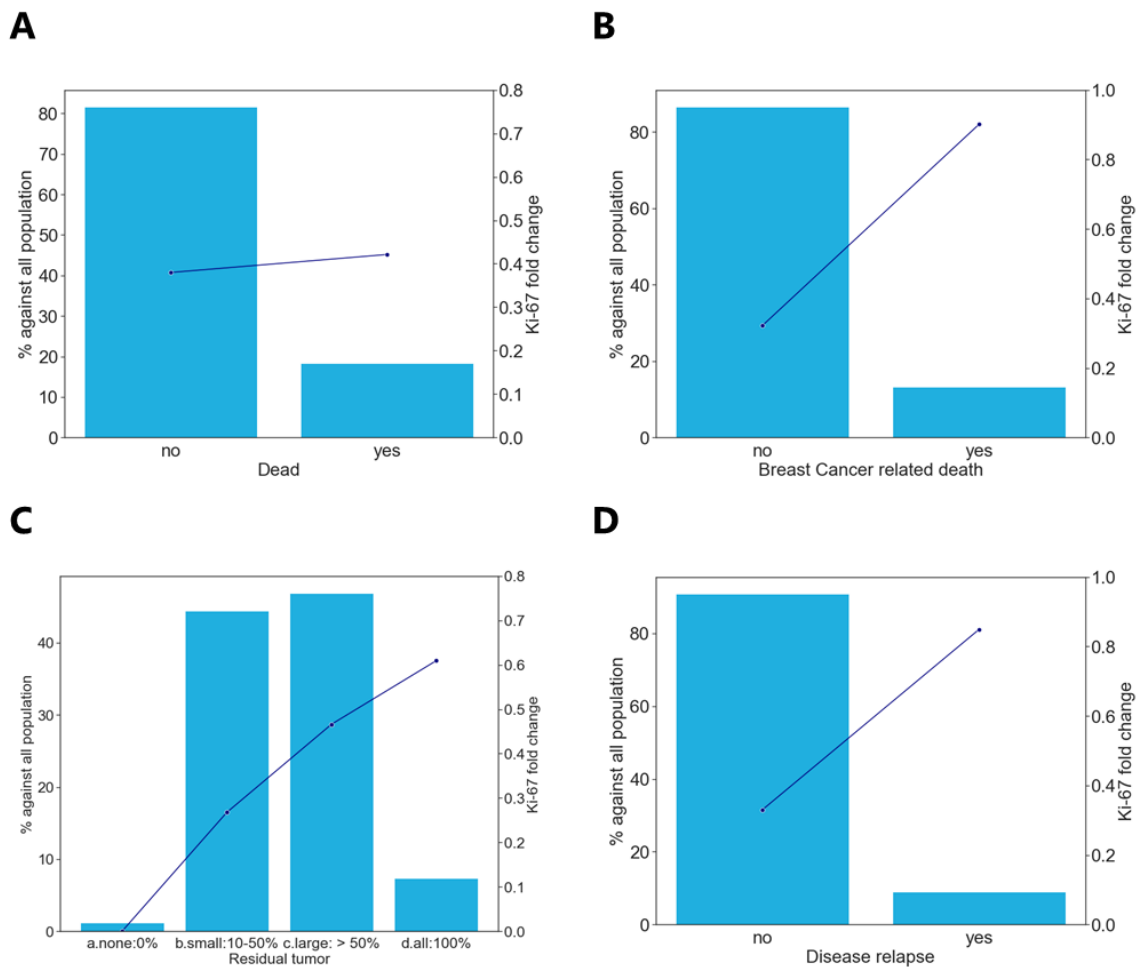 A
% against all population
80
70
60
50
40
30
20
10
0
0.8
0.7
0.6
0.5
0.4
0.3
0.2
0.1
0.0
Ki-67 fold change
no yes
Dead
B
% against all population
80
60
40
20
0
1.0
0.8
0.6
0.4
0.2
0.0
Ki-67 fold change
no yes
Breast Cancer related death
C
% against all population
40
30
20
10
0
0.8
0.7
0.6
0.5
0.4
0.3
0.2
0.1
0.0
Ki-67 fold change
a.none:0% b.small:10-50% c.large: > 50% d.all:100%
Residual tumor
D
% against all population
80
60
40
20
0
1.0
0.8
0.6
0.4
0.2
0.0
Ki-67 fold change
no yes
Disease relapse